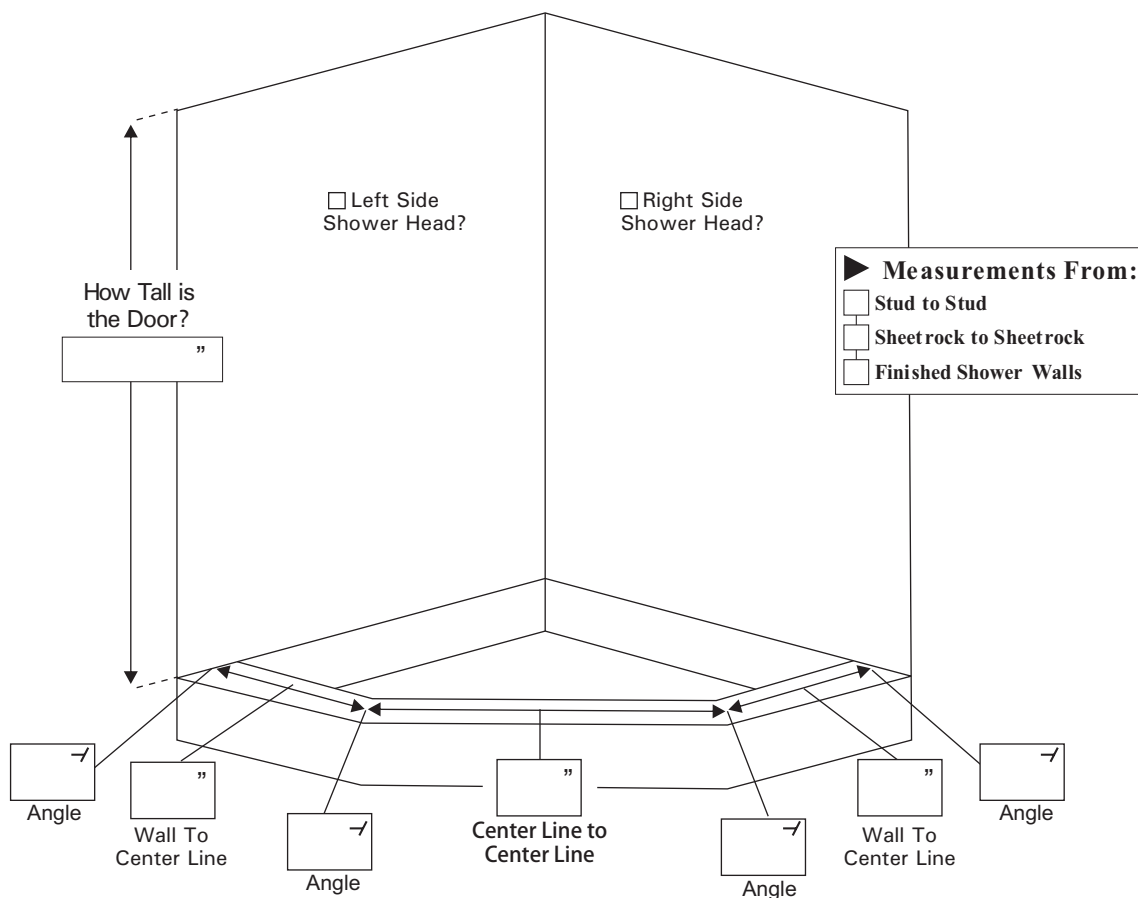 Left Side
Shower Head?
Right Side
Shower Head?
Measurements From:
Stud to Stud
Sheetrock to Sheetrock
Finished Shower Walls
How Tall is
the Door?
”
”
”
”
Angle
Wall To
Center Line
Angle
Center Line to
Center Line
Angle
Wall To
Center Line
Angle